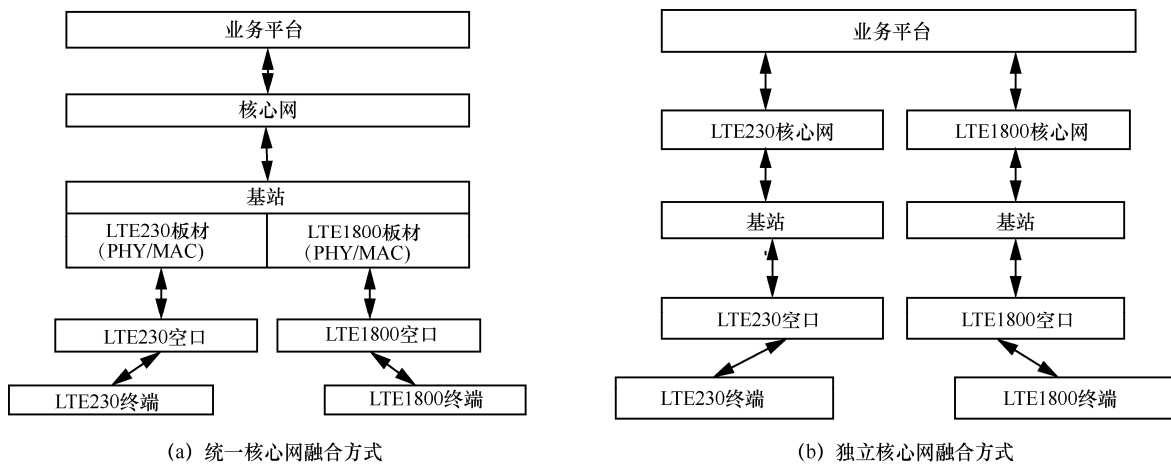 业务平台
核心网
基站
LTE230板材
(PHY/MAC)
LTE1800板材
(PHY/MAC)
LTE230空口
LTE1800空口
LTE230终端
LTE1800终端
(a) 统一核心网融合方式
业务平台
LTE230核心网
LTE1800核心网
基站
基站
LTE230空口
LTE1800空口
LTE230终端
LTE1800终端
(b) 独立核心网融合方式